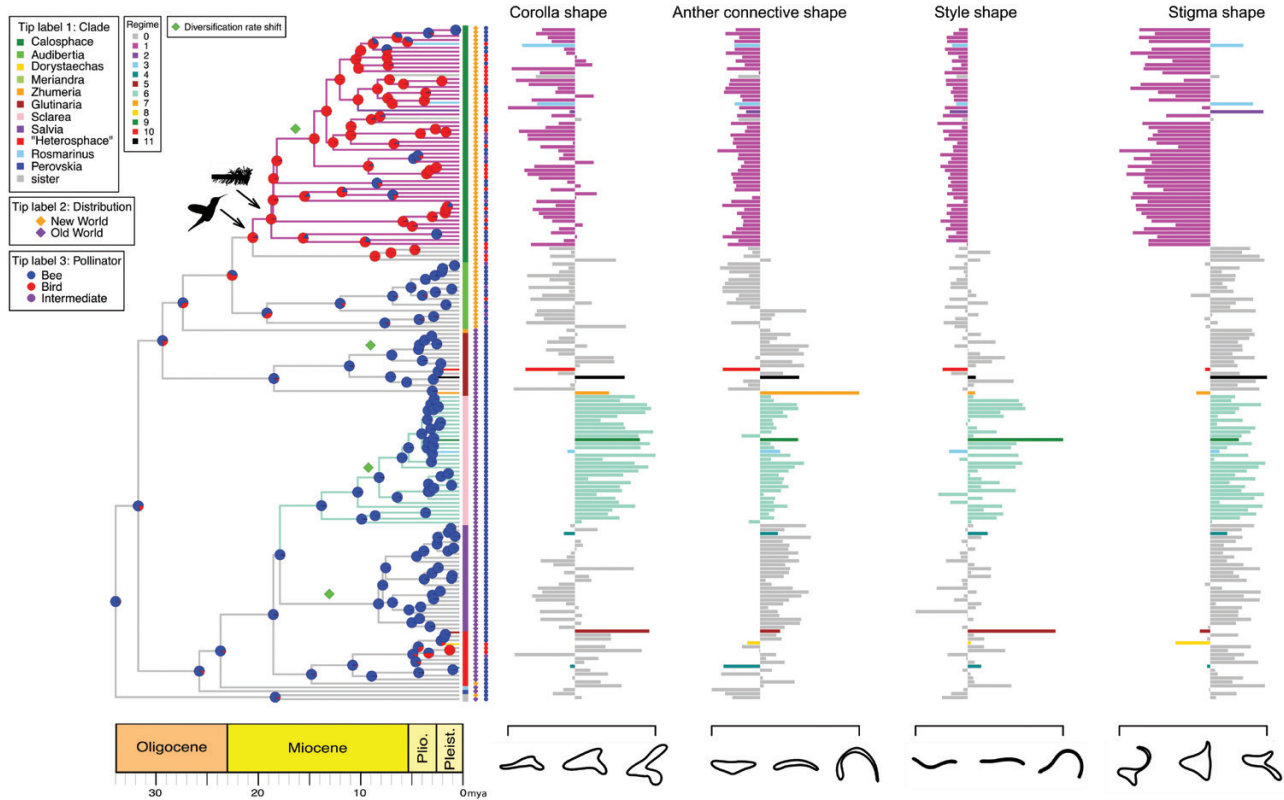 Corolla shape
Anther connective shape
Style shape
Stigma shape
Tip label 1: Clade
Calosphace
Audibertia
Dorystaechas
Meriandra
Zhumeria
Glutinaria
Sclarea
Salvia
"Heterosphace"
Rosmarinus
Perovskia
sister
Regime
0
1
2
3
4
5
6
7
8
9
10
11
Diversification rate shift
Tip label 2: Distribution
New World
Old World
Tip label 3: Pollinator
Bee
Bird
Intermediate
Oligocene
Miocene
Plio.
Pleist.
30
20
10
0 mya